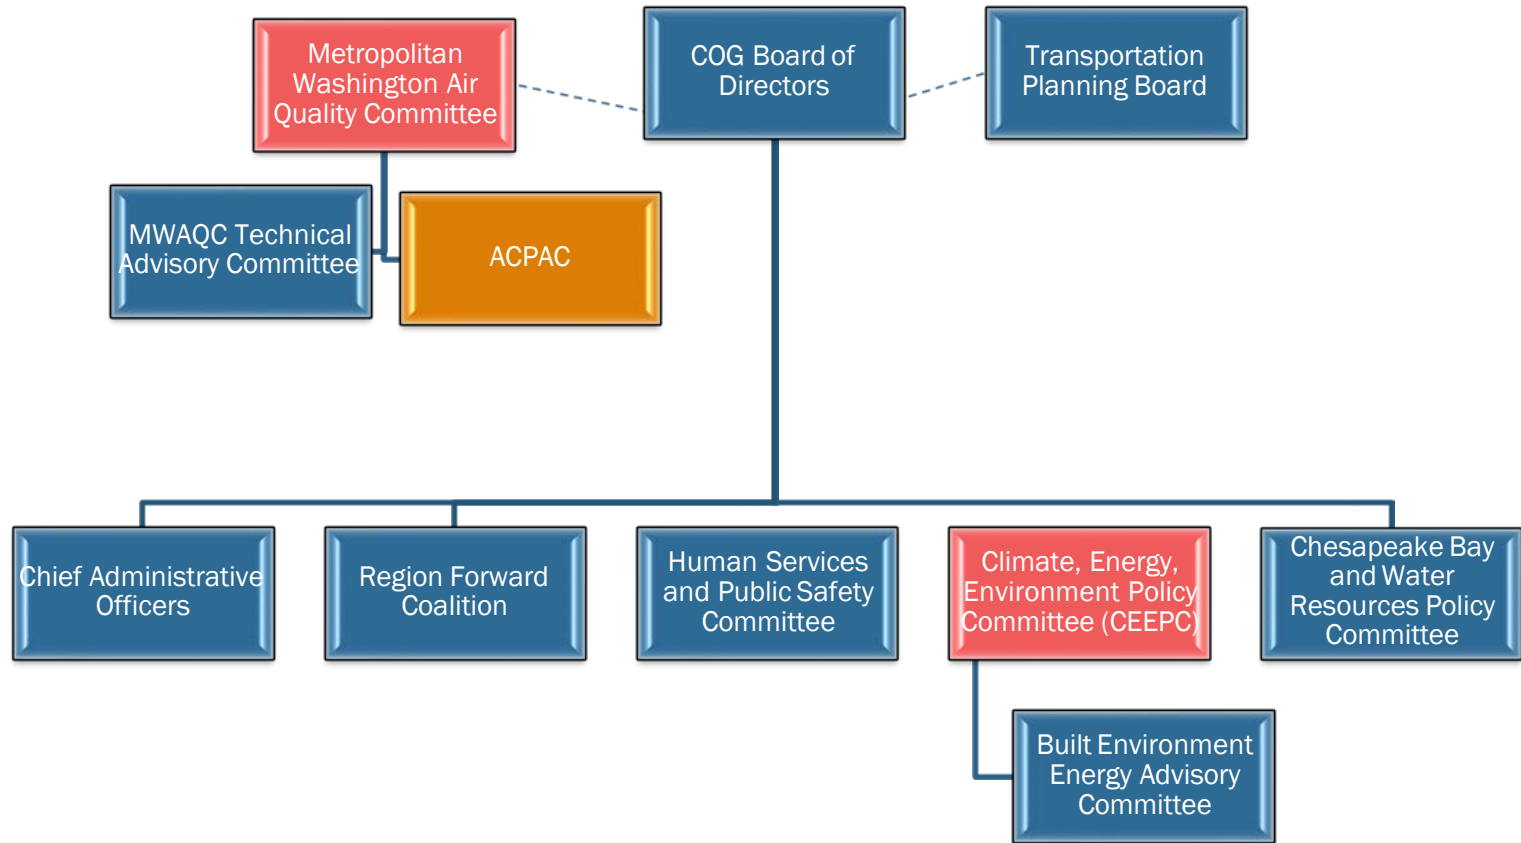 Metropolitan
Washington Air
Quality Committee
COG Board of
Directors
Transportation
Planning Board
MWAQC Technical
Advisory Committee
ACPAC
Chief Administrative
Officers
Region Forward
Coalition
Human Services
and Public Safety
Committee
Climate, Energy,
Environment Policy
Committee (CEEPC)
Chesapeake Bay
and Water
Resources Policy
Committee
Built Environment
Energy Advisory
Committee